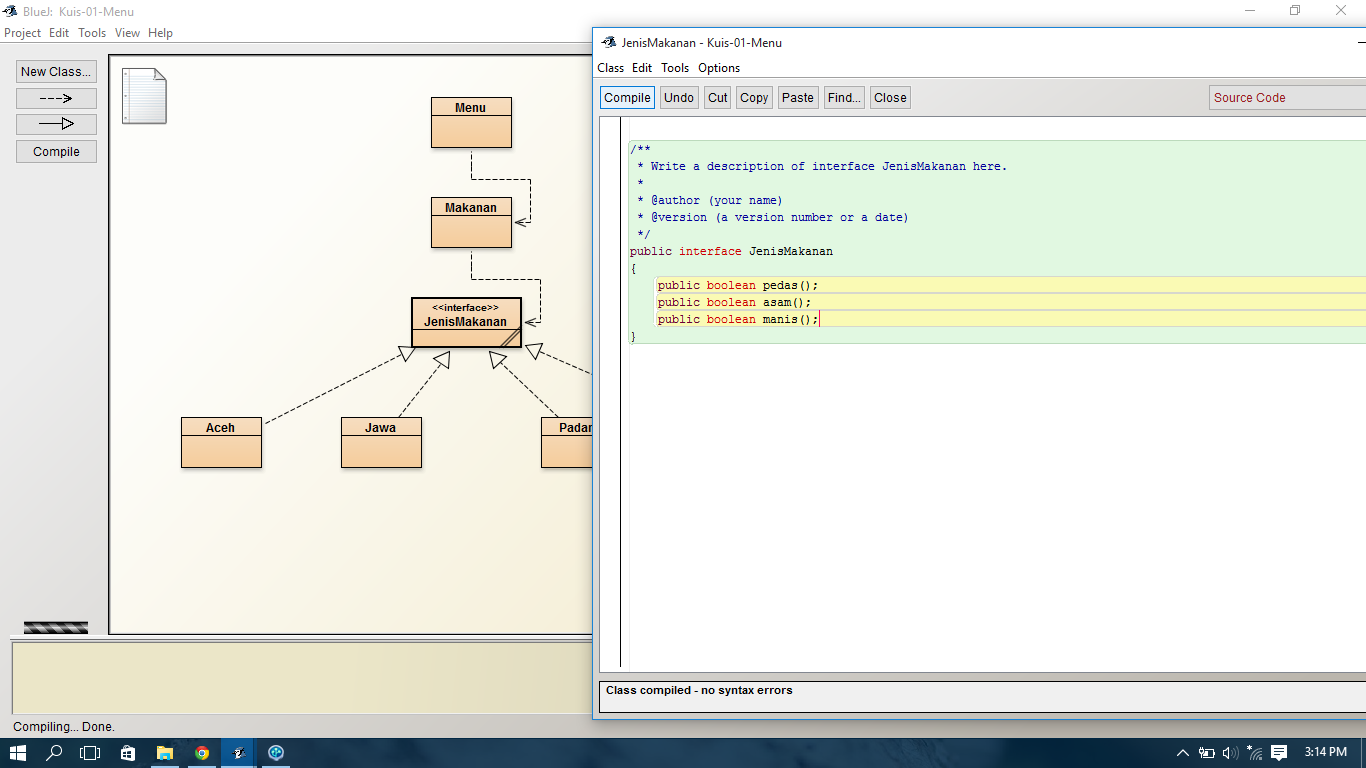 BlueJ: Kuis-01-Menu
Project Edit Tools View Help
New Class...
Compile
Menu
Makanan
<<interface>>
JenisMakanan
Aceh
Jawa
Padan
Compiling... Done.
JenisMakanan - Kuis-01-Menu
Class Edit Tools Options
Compile Undo Cut Copy Paste Find... Close Source Code
/**
* Write a description of interface JenisMakanan here.
*
* @author (your name)
* @version (a version number or a date)
*/
public interface JenisMakanan
{
public boolean pedas();
public boolean asam();
public boolean manis();
}
Class compiled - no syntax errors
3:14 PM